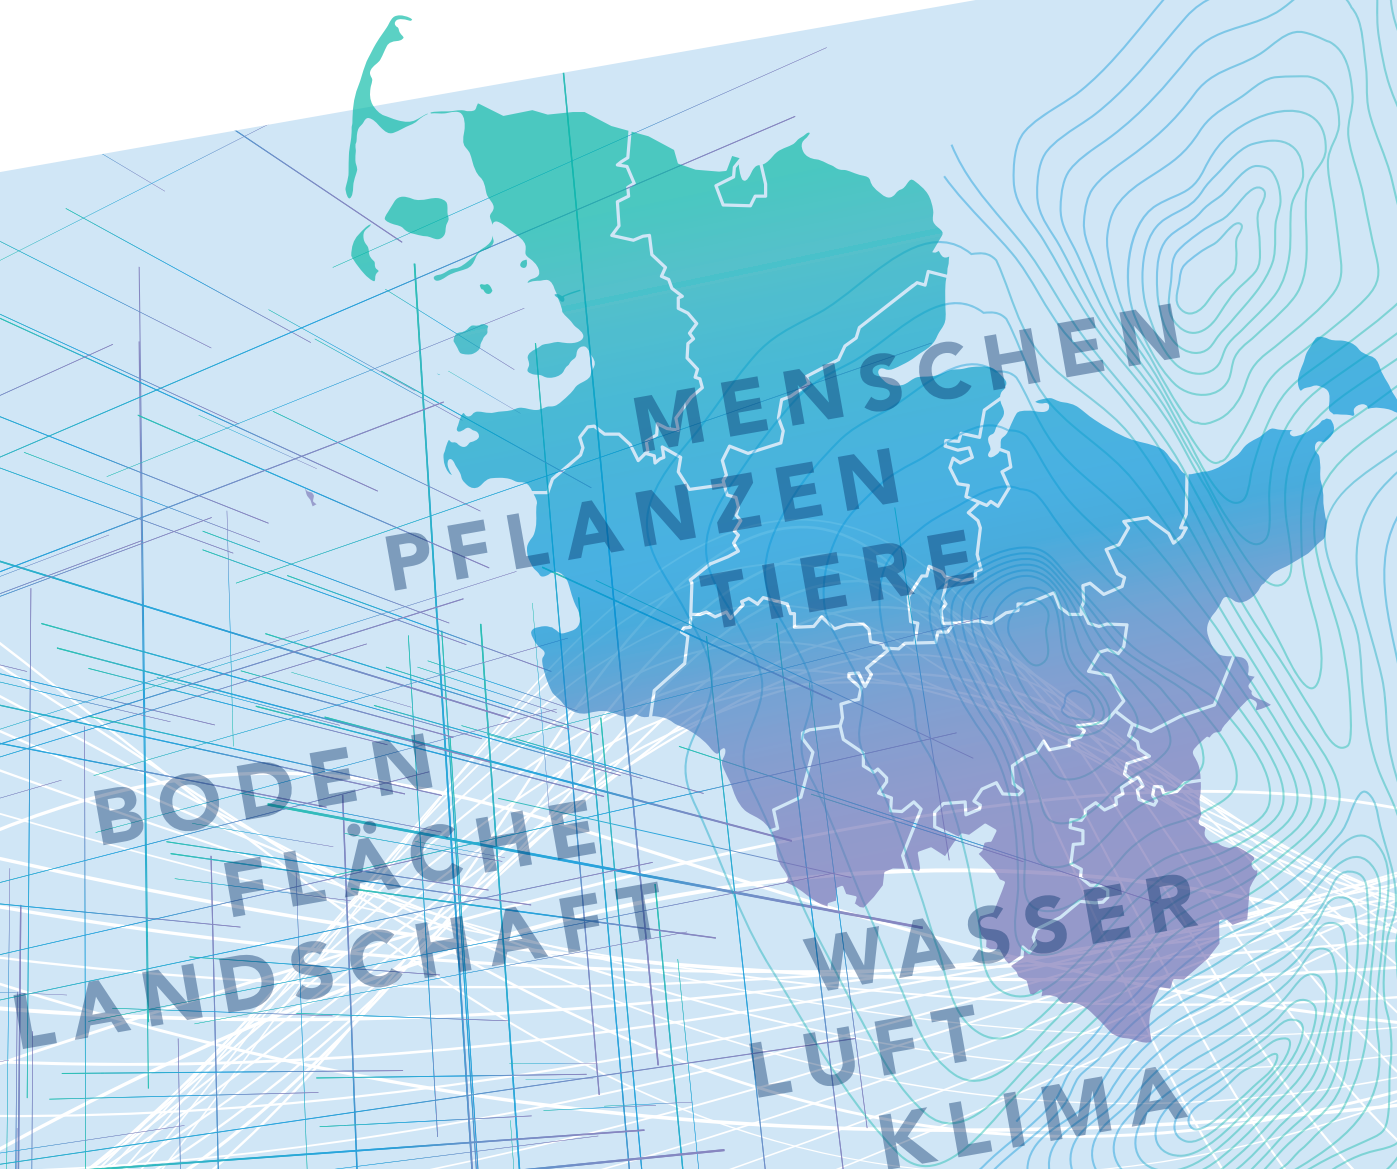 MENSCHEN
PFLANZEN
TIERE
BODEN
FLÄCHE
LANDSCHAFT
WASSER
LUFT
KLIMA